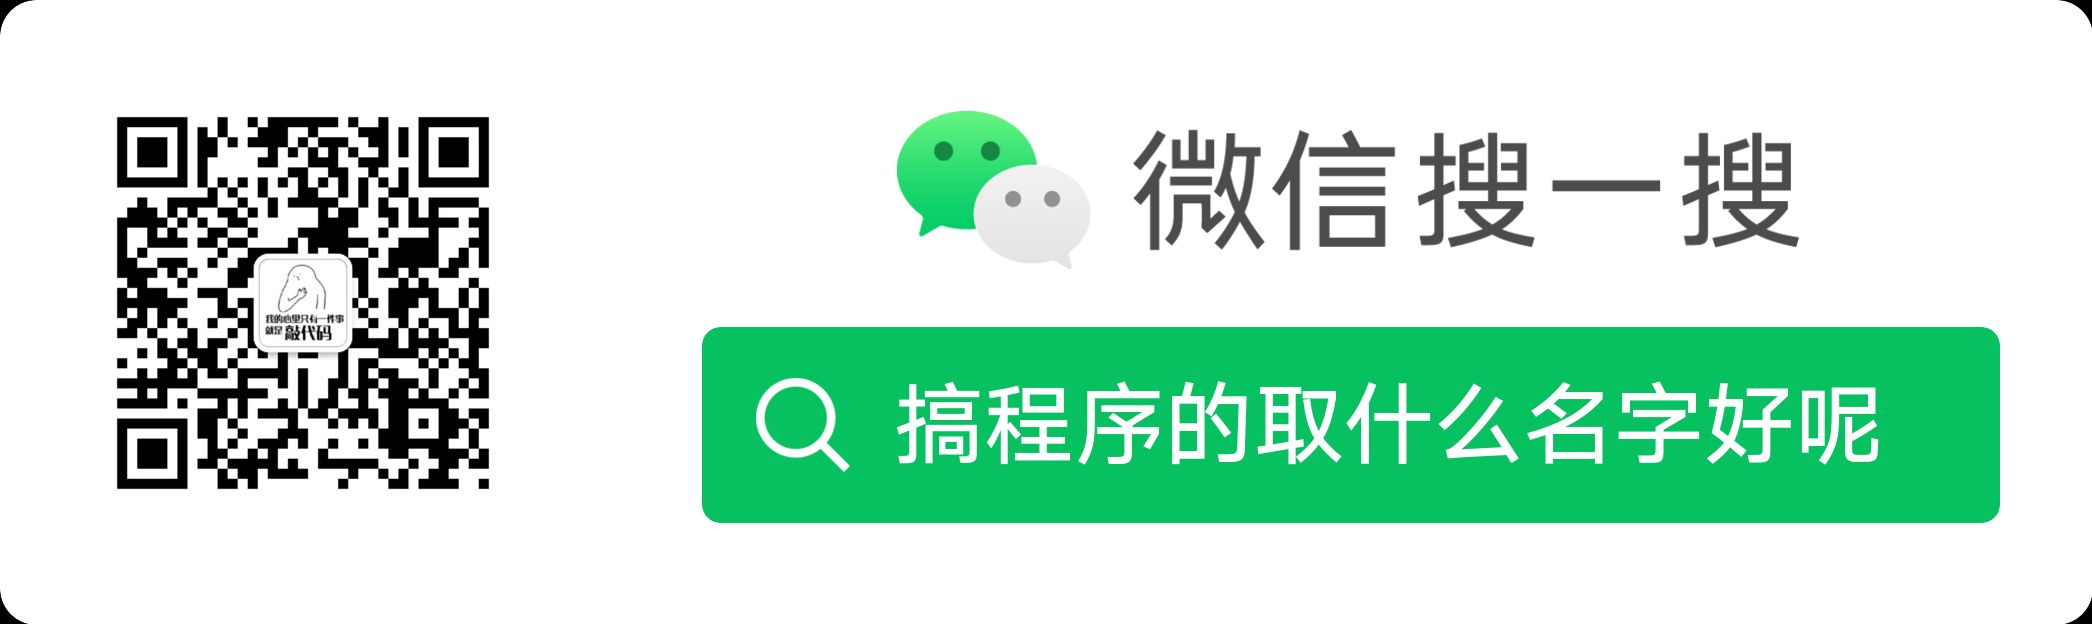 微信搜一搜
搞程序的取什么名字好呢
我的心里只有一件事
就是 敲代码